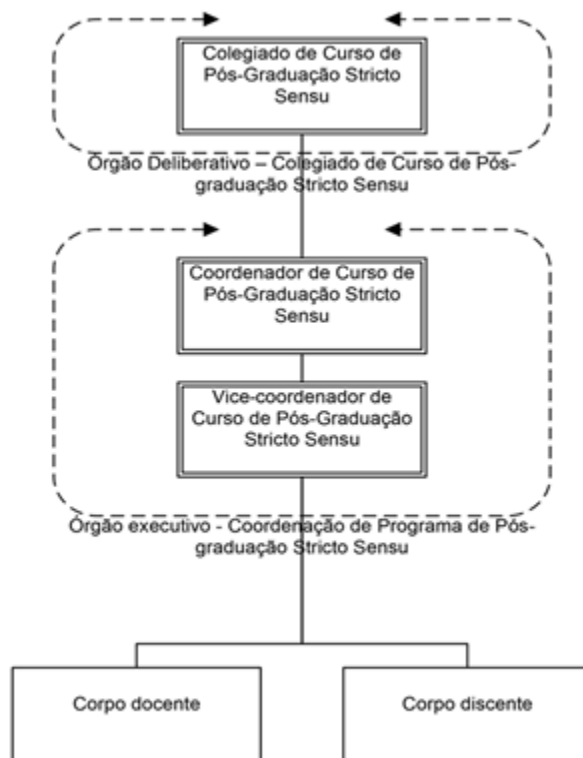 Colegiado de Curso de
Pós-Graduação Stricto
Sensu
Órgão Deliberativo – Colegiado de Curso de Pós-
graduação Stricto Sensu
Coordenador de Curso de
Pós-Graduação Stricto
Sensu
Vice-coordenador de
Curso de Pós-Graduação
Stricto Sensu
Órgão executivo - Coordenação de Programa de Pós-
graduação Stricto Sensu
Corpo docente
Corpo discente